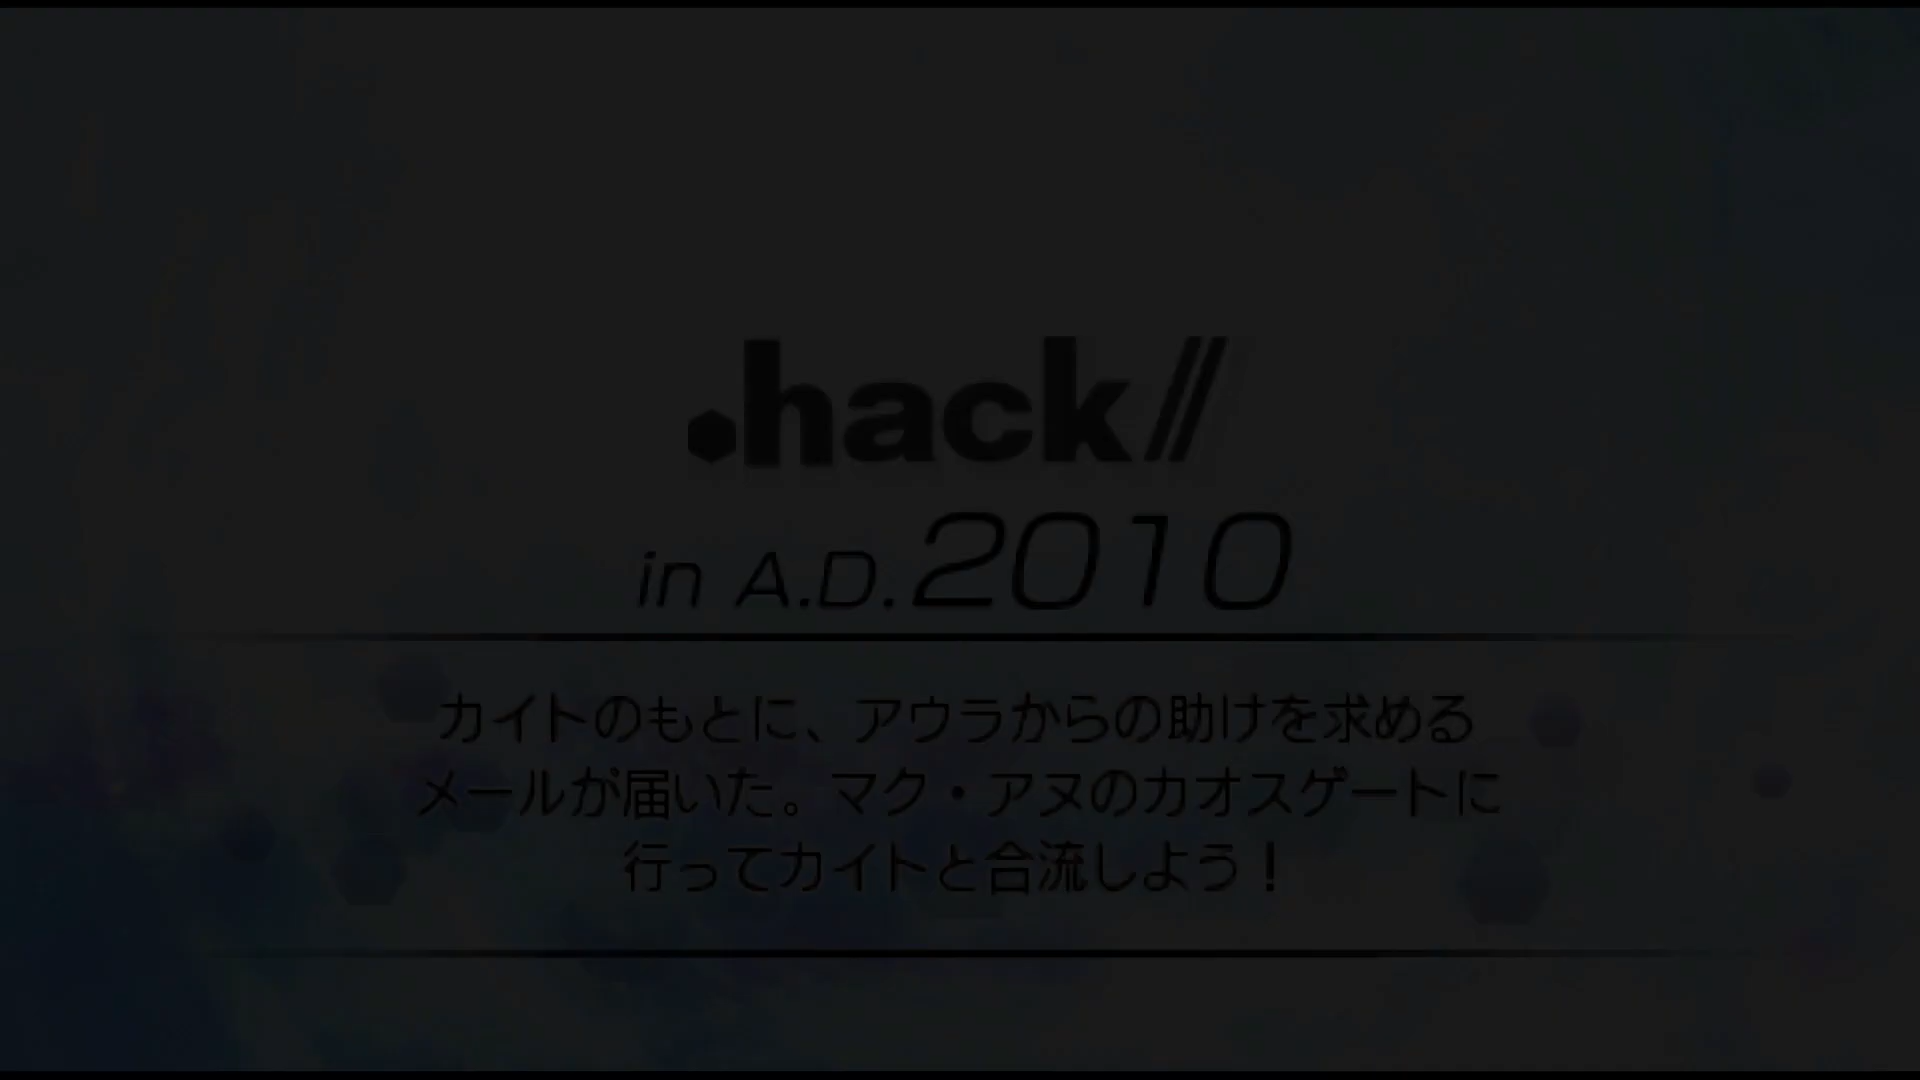 .hack//
in A.D.2010
カイトのもとに、アウラからの助けを求める
メールが届いた。マク・アヌのカオスゲートに
行ってカイトと合流しよう！